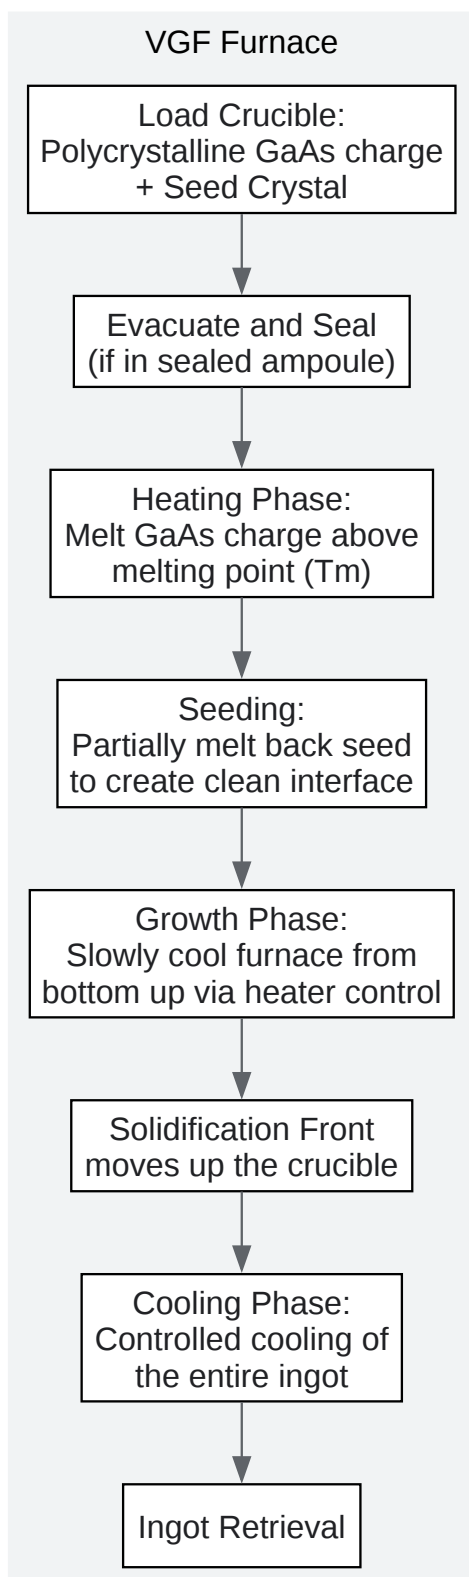 VGF Furnace
Load Crucible:
Polycrystalline GaAs charge
+ Seed Crystal
Evacuate and Seal
(if in sealed ampoule)
Heating Phase:
Melt GaAs charge above
melting point (Tm)
Seeding:
Partially melt back seed
to create clean interface
Growth Phase:
Slowly cool furnace from
bottom up via heater control
Solidification Front
moves up the crucible
Cooling Phase:
Controlled cooling of
the entire ingot
Ingot Retrieval